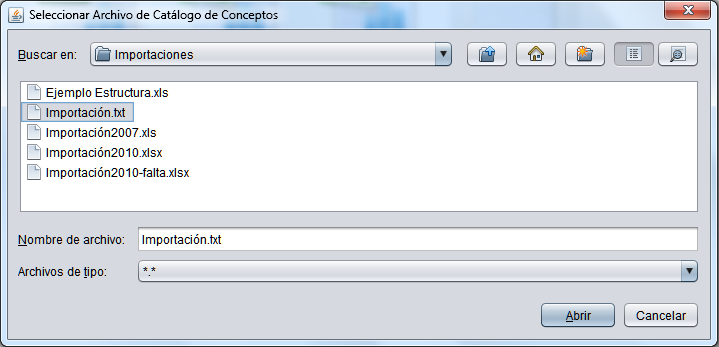 Seleccionar Archivo de Catálogo de Conceptos
Buscar en: Importaciones
Ejemplo Estructura.xls
Importación.txt
Importación2007.xls
Importación2010.xlsx
Importación2010-falta.xlsx
Nombre de archivo: Importación.txt
Archivos de tipo: *.*
Abrir Cancelar